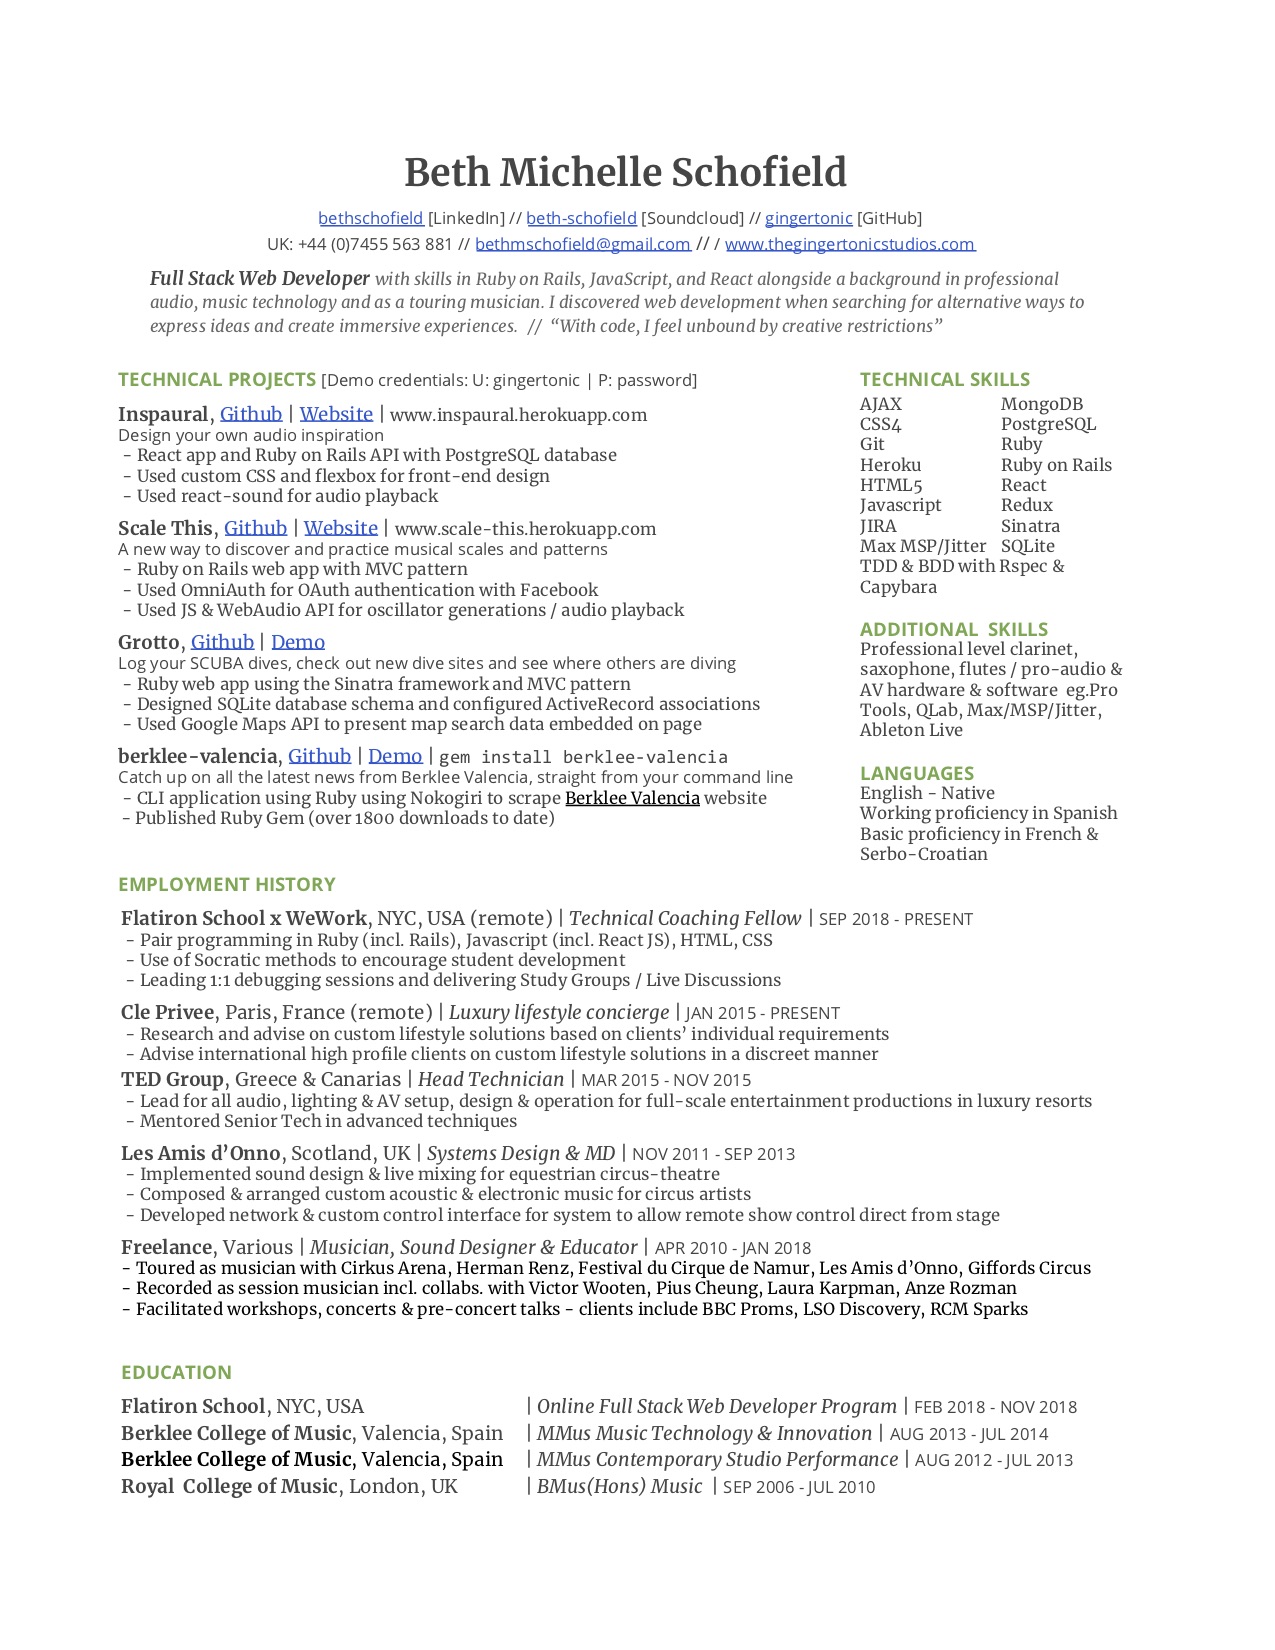 Beth Michelle Schofield
bethschofield [LinkedIn] // beth-schofield [Soundcloud] // gingertonic [GitHub]
UK: +44 (0)7455 563 881 // bethmschofield@gmail.com // / www.thegingertonicstudios.com
Full Stack Web Developer with skills in Ruby on Rails, JavaScript, and React alongside a background in professional
audio, music technology and as a touring musician. I discovered web development when searching for alternative ways to
express ideas and create immersive experiences. // “With code, I feel unbound by creative restrictions”
TECHNICAL PROJECTS [Demo credentials: U: gingertonic | P: password]
Inspaural, Github | Website | www.inspaural.herokuapp.com
Design your own audio inspiration
- React app and Ruby on Rails API with PostgreSQL database
- Used custom CSS and flexbox for front-end design
- Used react-sound for audio playback
Scale This, Github | Website | www.scale-this.herokuapp.com
A new way to discover and practice musical scales and patterns
- Ruby on Rails web app with MVC pattern
- Used OmniAuth for OAuth authentication with Facebook
- Used JS & WebAudio API for oscillator generations / audio playback
Grotto, Github | Demo
Log your SCUBA dives, check out new dive sites and see where others are diving
- Ruby web app using the Sinatra framework and MVC pattern
- Designed SQLite database schema and configured ActiveRecord associations
- Used Google Maps API to present map search data embedded on page
berklee-valencia, Github | Demo | gem install berklee-valencia
Catch up on all the latest news from Berklee Valencia, straight from your command line
- CLI application using Ruby using Nokogiri to scrape Berklee Valencia website
- Published Ruby Gem (over 1800 downloads to date)
TECHNICAL SKILLS
AJAX MongoDB
CSS4 PostgreSQL
Git Ruby
Heroku Ruby on Rails
HTML5 React
Javascript Redux
JIRA Sinatra
Max MSP/Jitter SQLite
TDD & BDD with Rspec &
Capybara
ADDITIONAL SKILLS
Professional level clarinet,
saxophone, flutes / pro-audio &
AV hardware & software eg.Pro
Tools, QLab, Max/MSP/Jitter,
Ableton Live
LANGUAGES
English - Native
Working proficiency in Spanish
Basic proficiency in French &
Serbo-Croatian
EMPLOYMENT HISTORY
Flatiron School x WeWork, NYC, USA (remote) | Technical Coaching Fellow | SEP 2018 - PRESENT
- Pair programming in Ruby (incl. Rails), Javascript (incl. React JS), HTML, CSS
- Use of Socratic methods to encourage student development
- Leading 1:1 debugging sessions and delivering Study Groups / Live Discussions
Cle Privee, Paris, France (remote) | Luxury lifestyle concierge | JAN 2015 - PRESENT
- Research and advise on custom lifestyle solutions based on clients’ individual requirements
- Advise international high profile clients on custom lifestyle solutions in a discreet manner
TED Group, Greece & Canarias | Head Technician | MAR 2015 - NOV 2015
- Lead for all audio, lighting & AV setup, design & operation for full-scale entertainment productions in luxury resorts
- Mentored Senior Tech in advanced techniques
Les Amis d’Onno, Scotland, UK | Systems Design & MD | NOV 2011 - SEP 2013
- Implemented sound design & live mixing for equestrian circus-theatre
- Composed & arranged custom acoustic & electronic music for circus artists
- Developed network & custom control interface for system to allow remote show control direct from stage
Freelance, Various | Musician, Sound Designer & Educator | APR 2010 - JAN 2018
- Toured as musician with Cirkus Arena, Herman Renz, Festival du Cirque de Namur, Les Amis d’Onno, Giffords Circus
- Recorded as session musician incl. collabs. with Victor Wooten, Pius Cheung, Laura Karpman, Anze Rozman
- Facilitated workshops, concerts & pre-concert talks - clients include BBC Proms, LSO Discovery, RCM Sparks
EDUCATION
Flatiron School, NYC, USA | Online Full Stack Web Developer Program | FEB 2018 - NOV 2018
Berklee College of Music, Valencia, Spain | MMus Music Technology & Innovation | AUG 2013 - JUL 2014
Berklee College of Music, Valencia, Spain | MMus Contemporary Studio Performance | AUG 2012 - JUL 2013
Royal College of Music, London, UK | BMus(Hons) Music | SEP 2006 - JUL 2010